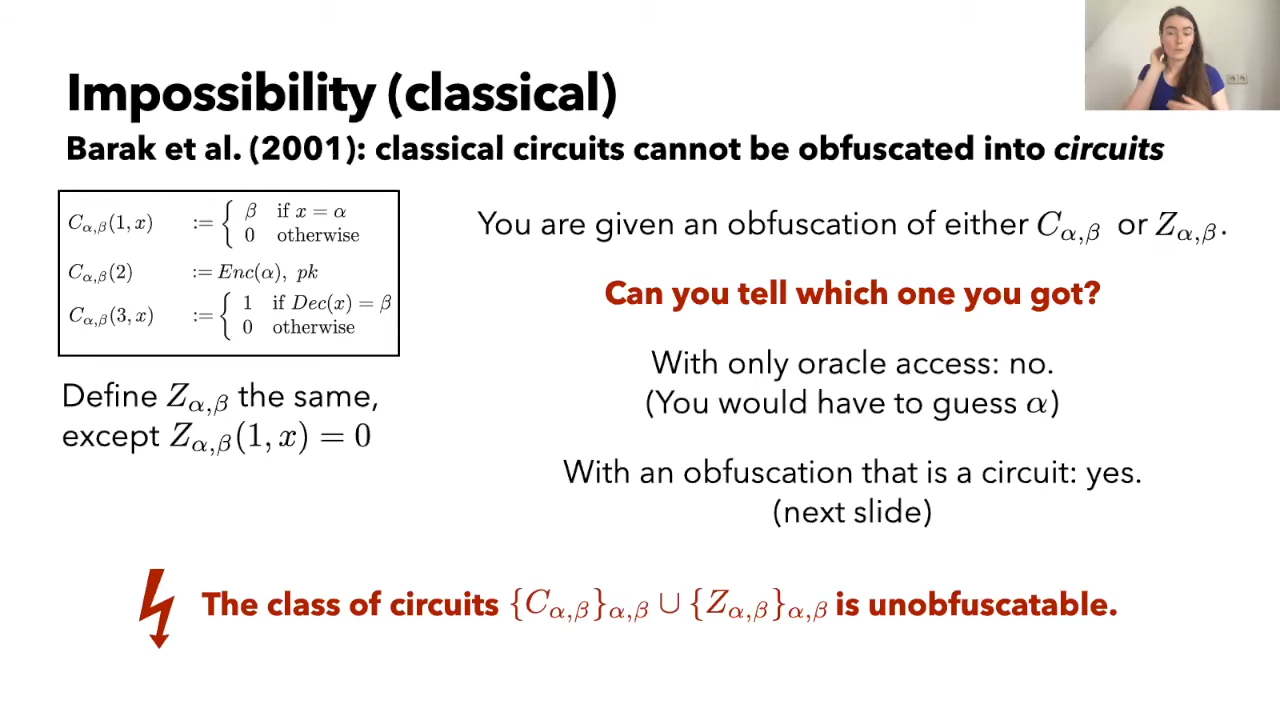 Impossibility (classical)
Barak et al. (2001): classical circuits cannot be obfuscated into circuits
C_{α,β}(1, x) := { β if x = α
0 otherwise
C_{α,β}(2) := Enc(α), pk
C_{α,β}(3, x) := { 1 if Dec(x) = β
0 otherwise
Define Z_{α,β} the same,
except Z_{α,β}(1, x) = 0
You are given an obfuscation of either C_{α,β} or Z_{α,β}.
Can you tell which one you got?
With only oracle access: no.
(You would have to guess α)
With an obfuscation that is a circuit: yes.
(next slide)
The class of circuits {C_{α,β}}_{α,β} ∪ {Z_{α,β}}_{α,β} is unobfuscatable.